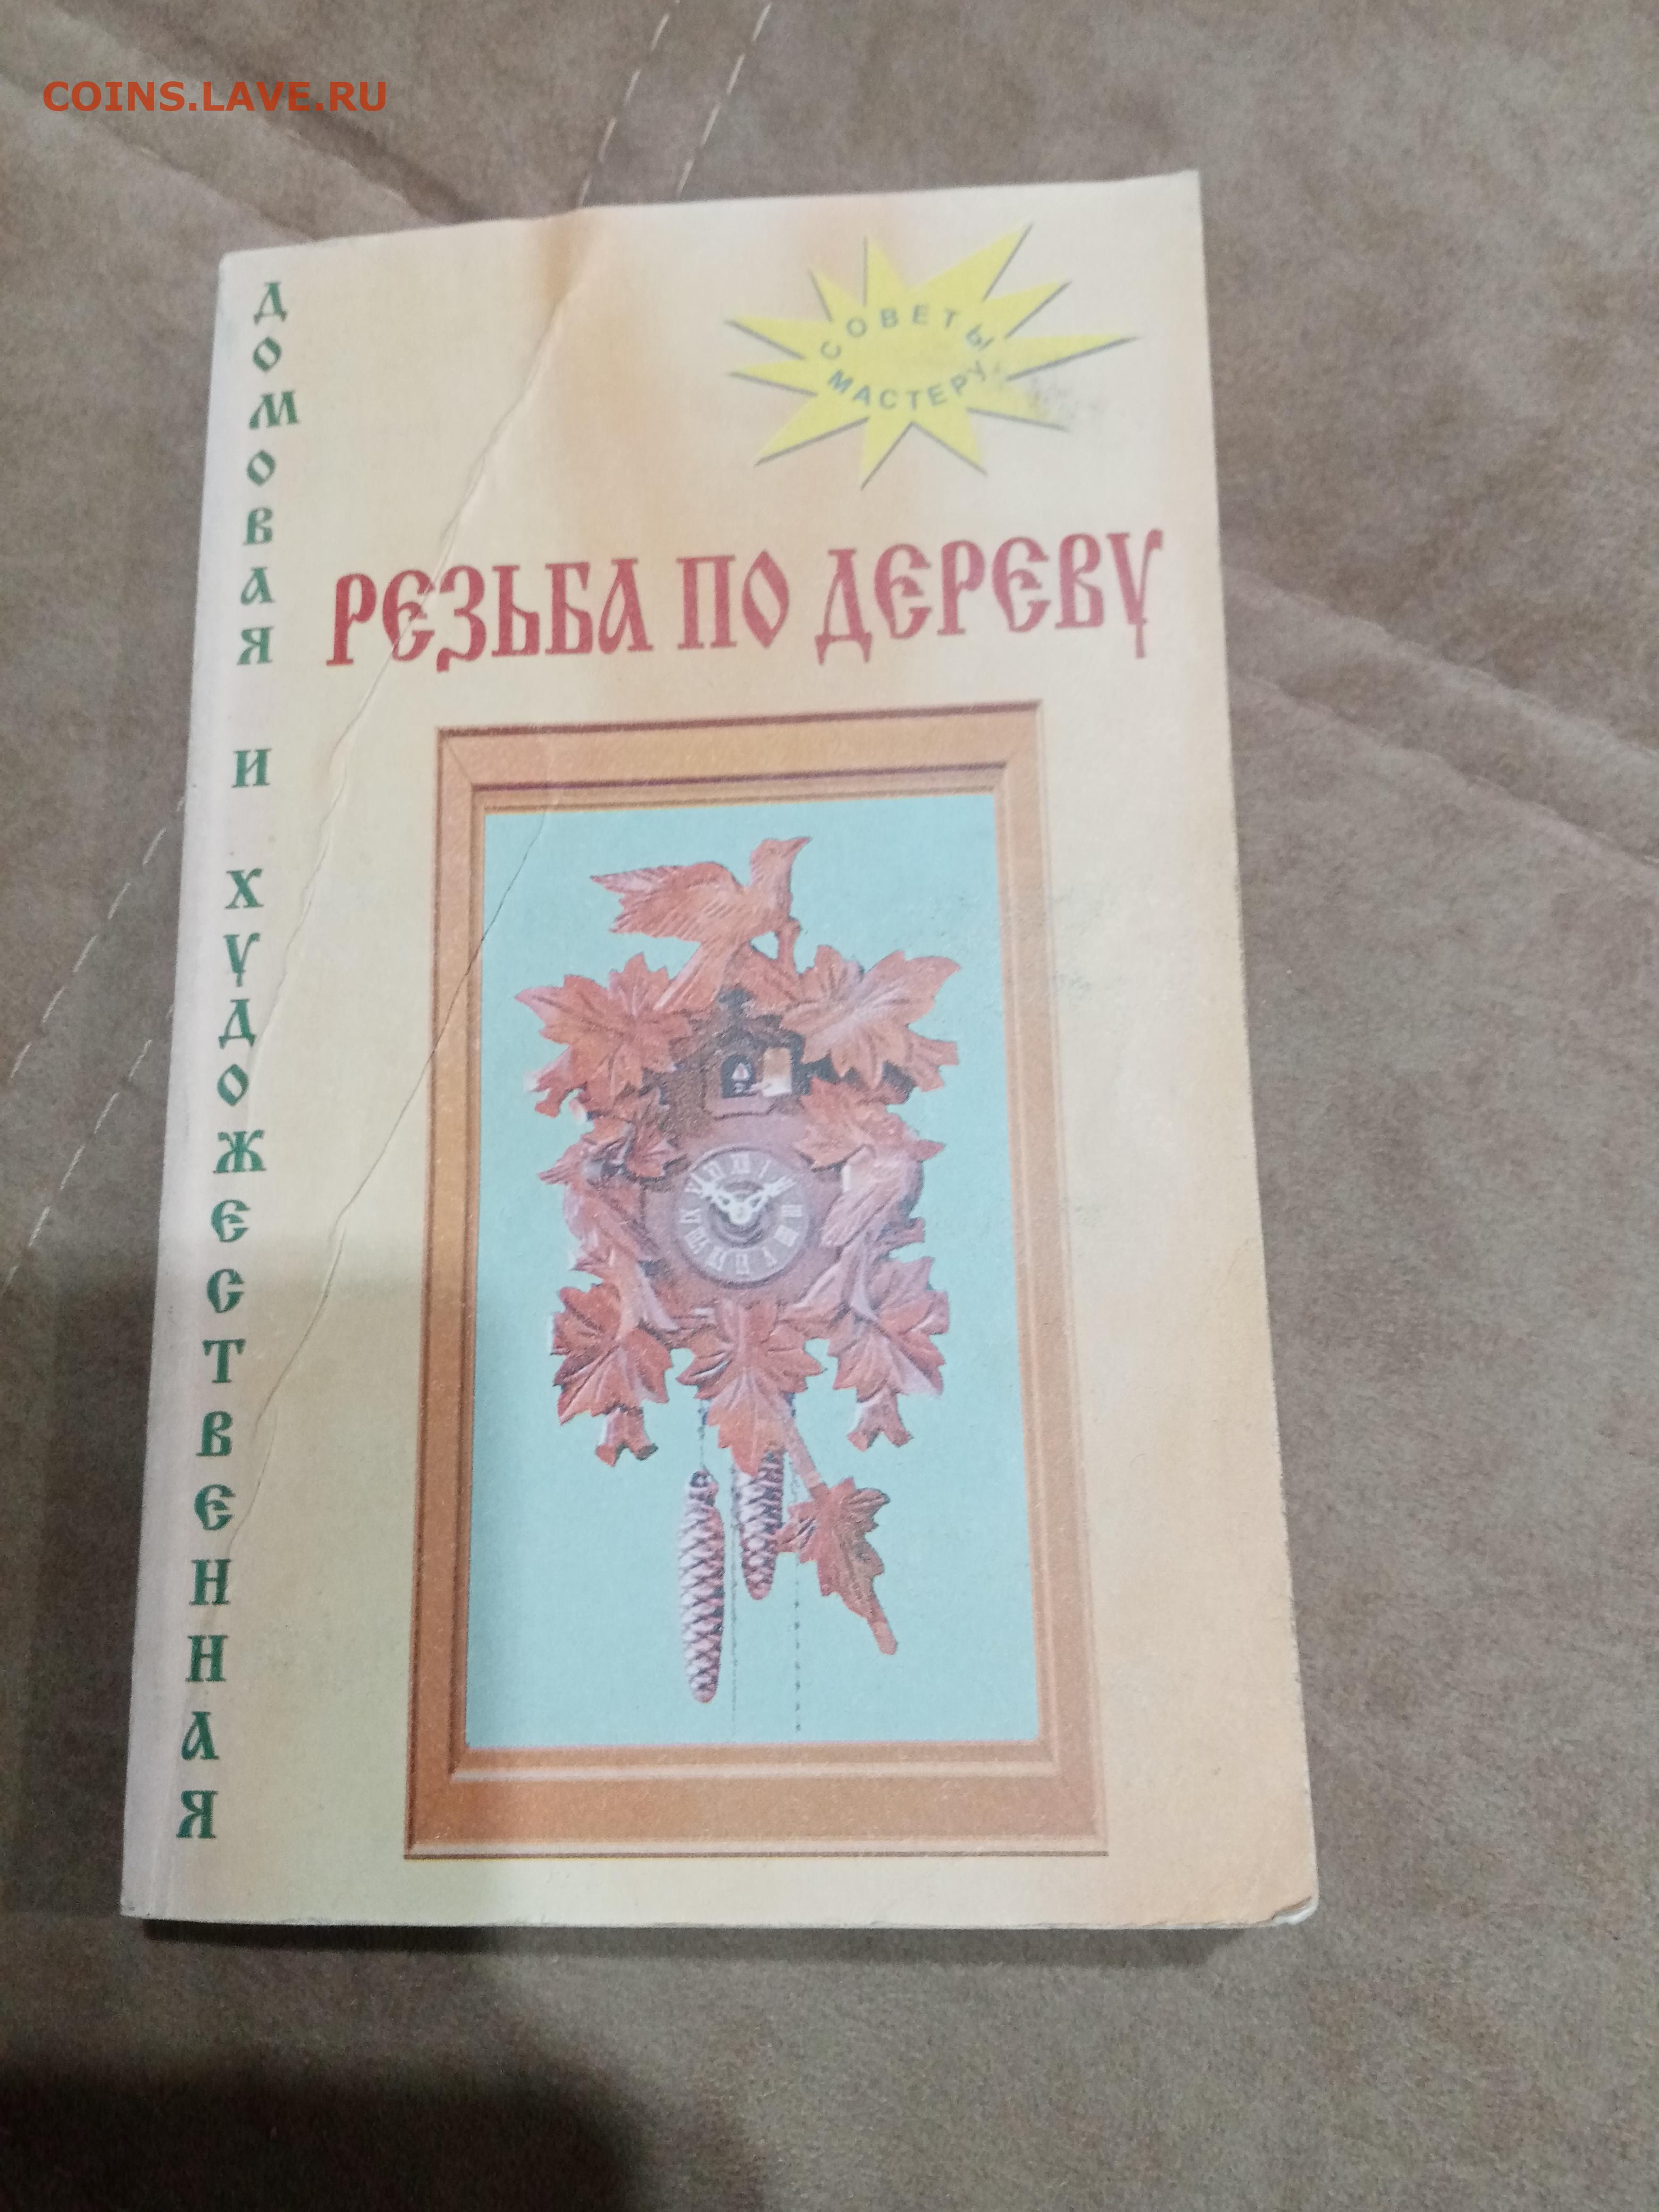 COINS.LAVE.RU
СОВЕТЫ
МАСТЕРУ
ДОМОВАЯ И ХУДОЖЕСТВЕННАЯ
РЕЗЬБА ПО ДЕРЕВУ